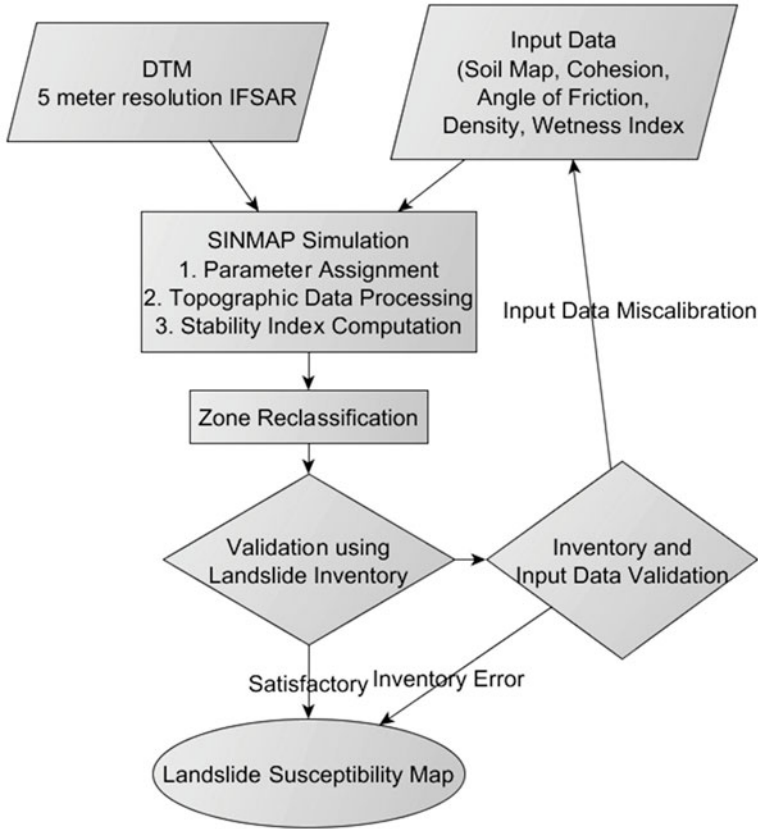 DTM
5 meter resolution IFSAR
Input Data
(Soil Map, Cohesion,
Angle of Friction,
Density, Wetness Index
SINMAP Simulation
1. Parameter Assignment
2. Topographic Data Processing
3. Stability Index Computation
Input Data Miscalibration
Zone Reclassification
Validation using
Landslide Inventory
Inventory and
Input Data Validation
Satisfactory
Inventory Error
Landslide Susceptibility Map